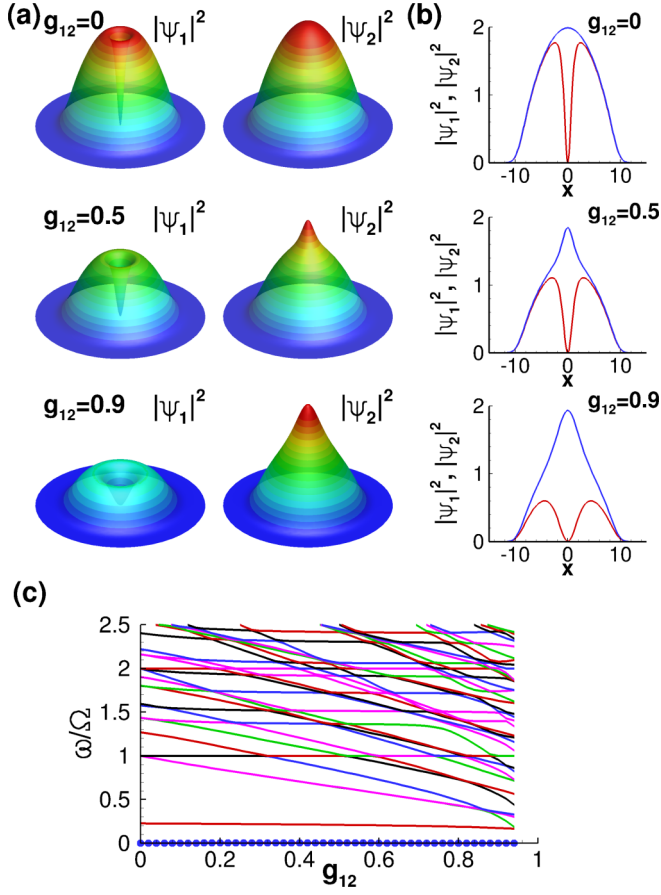 (a)
g₁₂=0 |ψ₁|² |ψ₂|²
g₁₂=0.5 |ψ₁|² |ψ₂|²
g₁₂=0.9 |ψ₁|² |ψ₂|²
(b)
g₁₂=0
|ψ₁|², |ψ₂|²
2
1
0
-10 0 10
x
g₁₂=0.5
|ψ₁|², |ψ₂|²
2
1
0
-10 0 10
x
g₁₂=0.9
|ψ₁|², |ψ₂|²
2
1
0
-10 0 10
x
(c)
ω/Ω
2.5
2
1.5
1
0.5
0
0 0.2 0.4 0.6 0.8 1
g₁₂